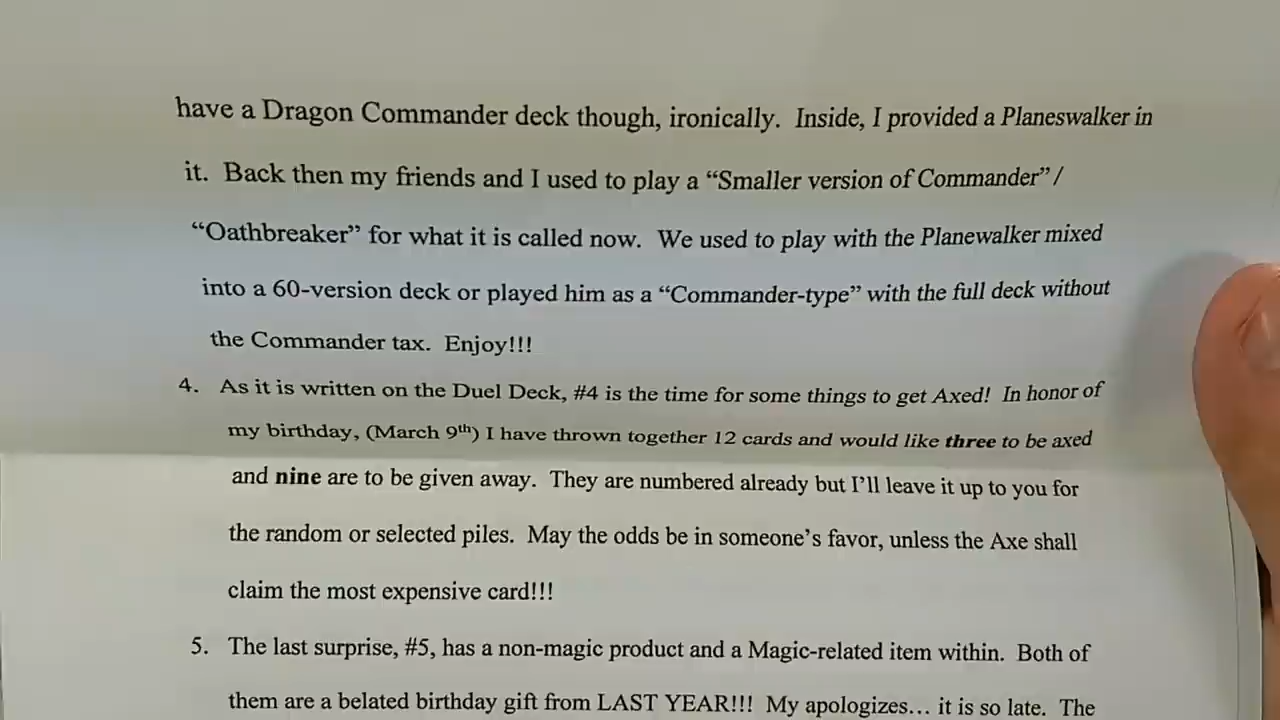 have a Dragon Commander deck though, ironically. Inside, I provided a Planeswalker in
it. Back then my friends and I used to play a “Smaller version of Commander”/
“Oathbreaker” for what it is called now. We used to play with the Planewalker mixed
into a 60-version deck or played him as a “Commander-type” with the full deck without
the Commander tax. Enjoy!!!
4. As it is written on the Duel Deck, #4 is the time for some things to get Axed! In honor of
my birthday, (March 9th) I have thrown together 12 cards and would like three to be axed
and nine are to be given away. They are numbered already but I’ll leave it up to you for
the random or selected piles. May the odds be in someone’s favor, unless the Axe shall
claim the most expensive card!!!
5. The last surprise, #5, has a non-magic product and a Magic-related item within. Both of
them are a belated birthday gift from LAST YEAR!!! My apologizes… it is so late. The